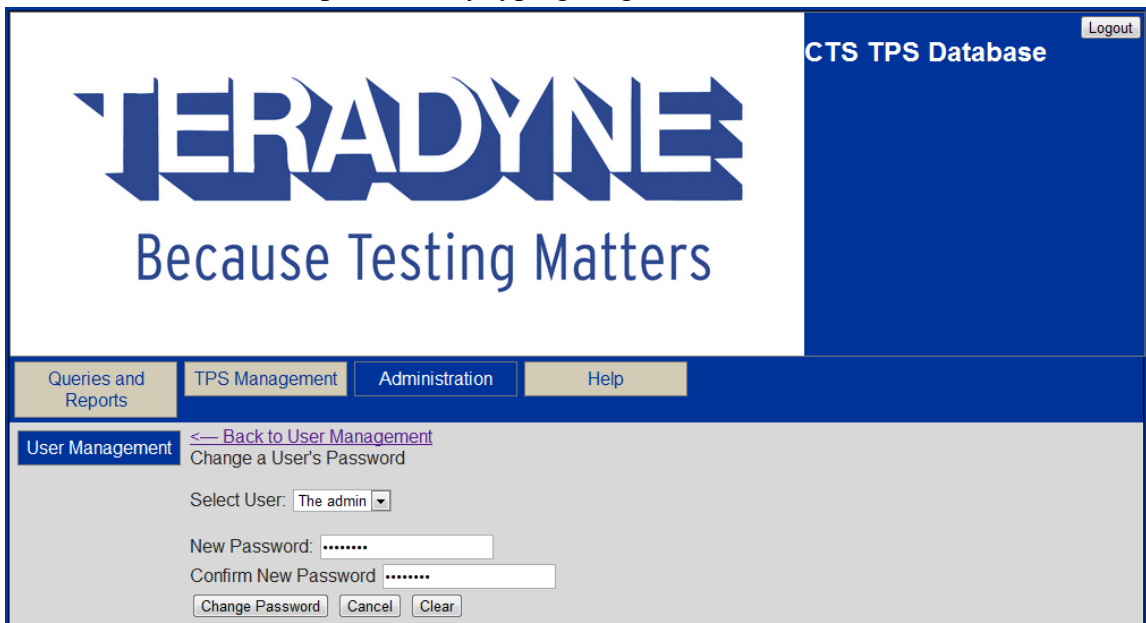 Logout
CTS TPS Database
TERADYNE
Because Testing Matters
Queries and
Reports
TPS Management
Administration
Help
User Management
<— Back to User Management
Change a User's Password
Select User: The admin
New Password: ••••••••
Confirm New Password ••••••••
Change Password Cancel Clear